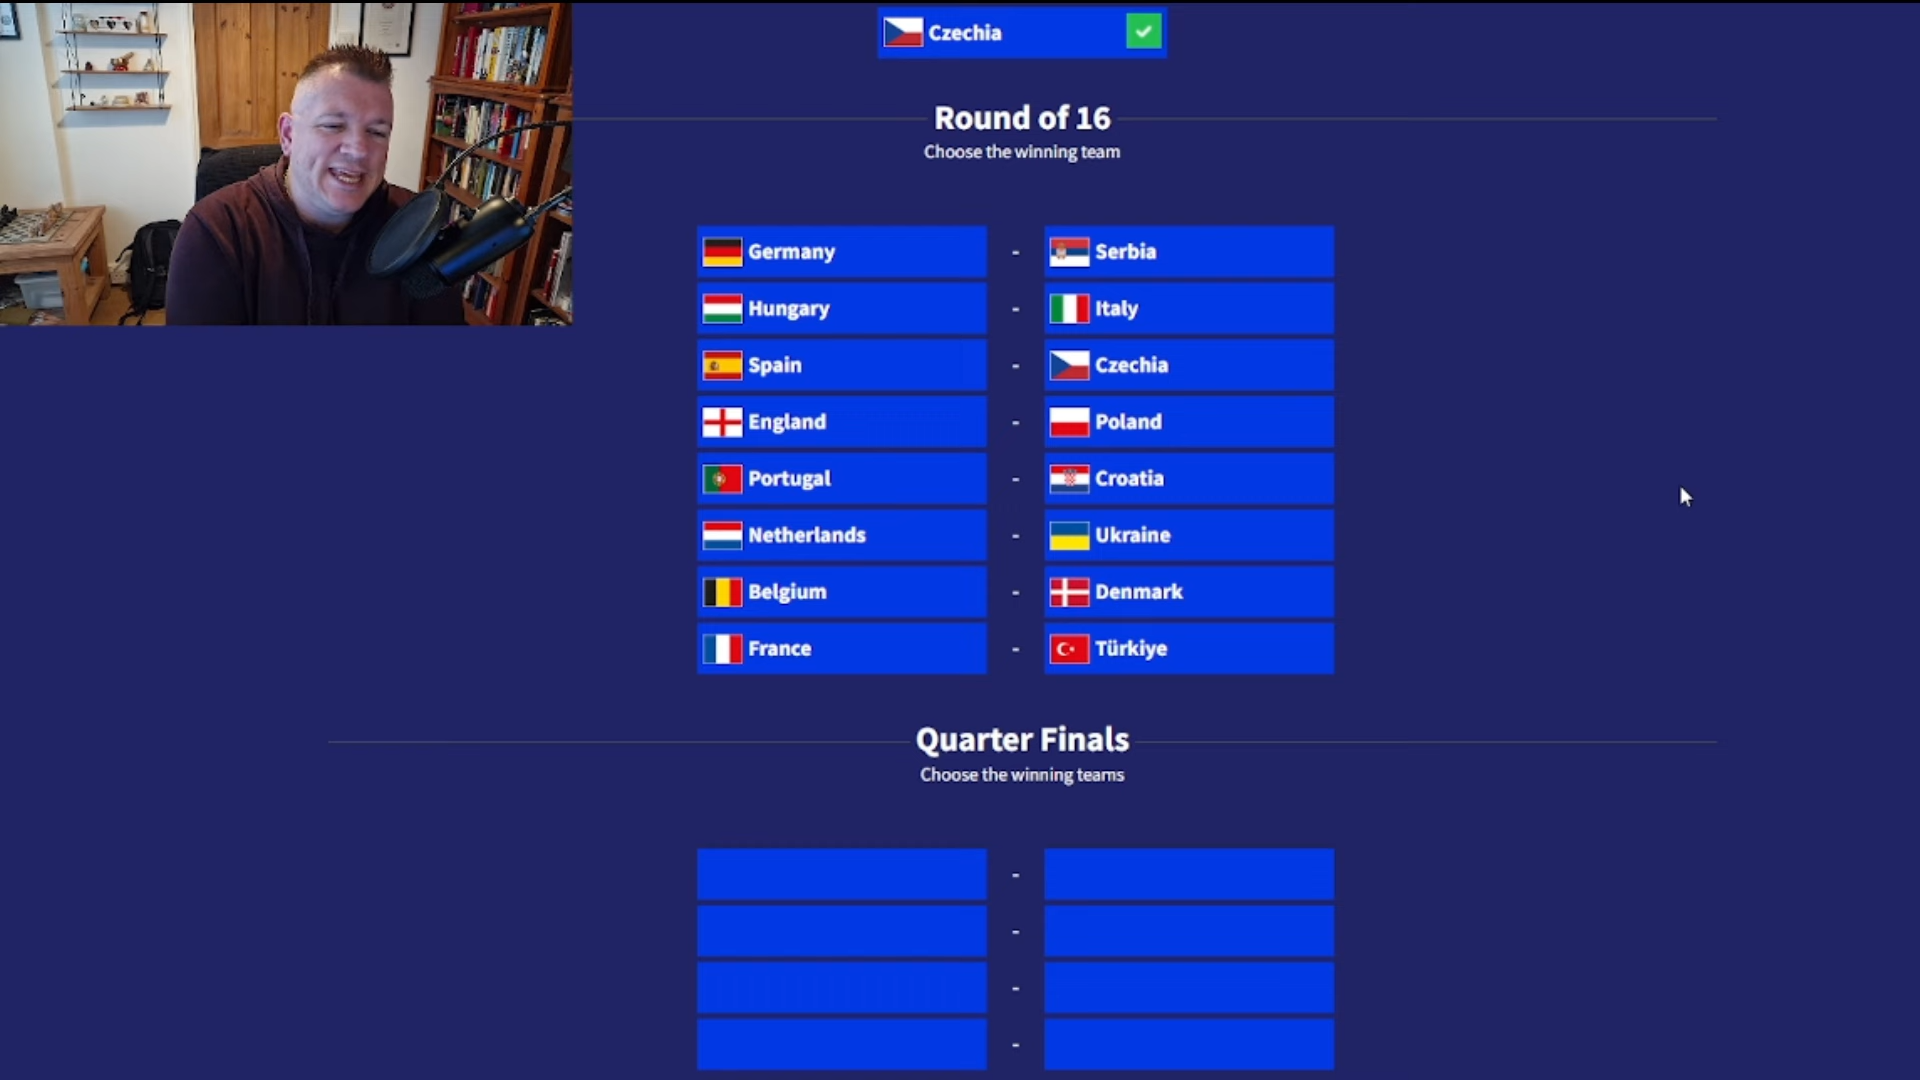 Czechia
Round of 16
Choose the winning team
Germany - Serbia
Hungary - Italy
Spain - Czechia
England - Poland
Portugal - Croatia
Netherlands - Ukraine
Belgium - Denmark
France - Türkiye
Quarter Finals
Choose the winning teams
-
-
-
-